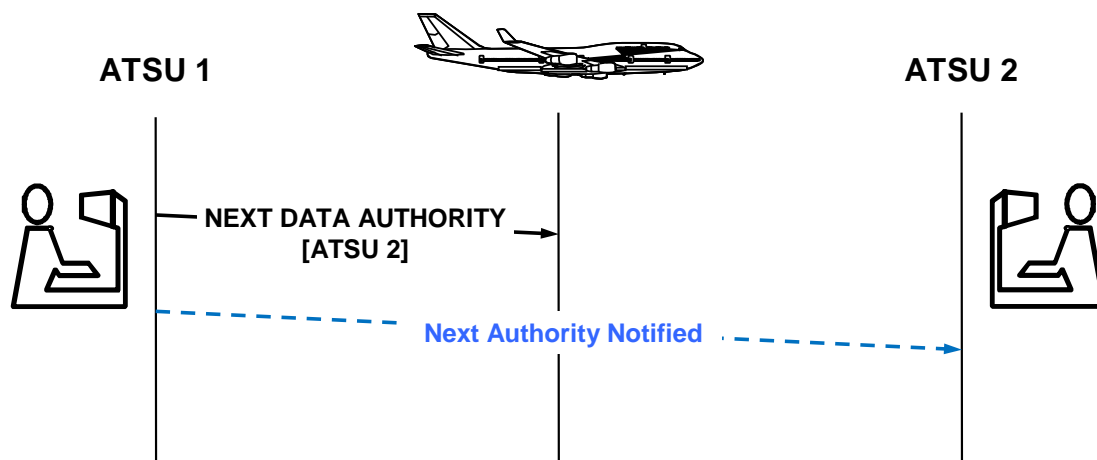 ATSU 1
ATSU 2
NEXT DATA AUTHORITY
[ATSU 2]
Next Authority Notified